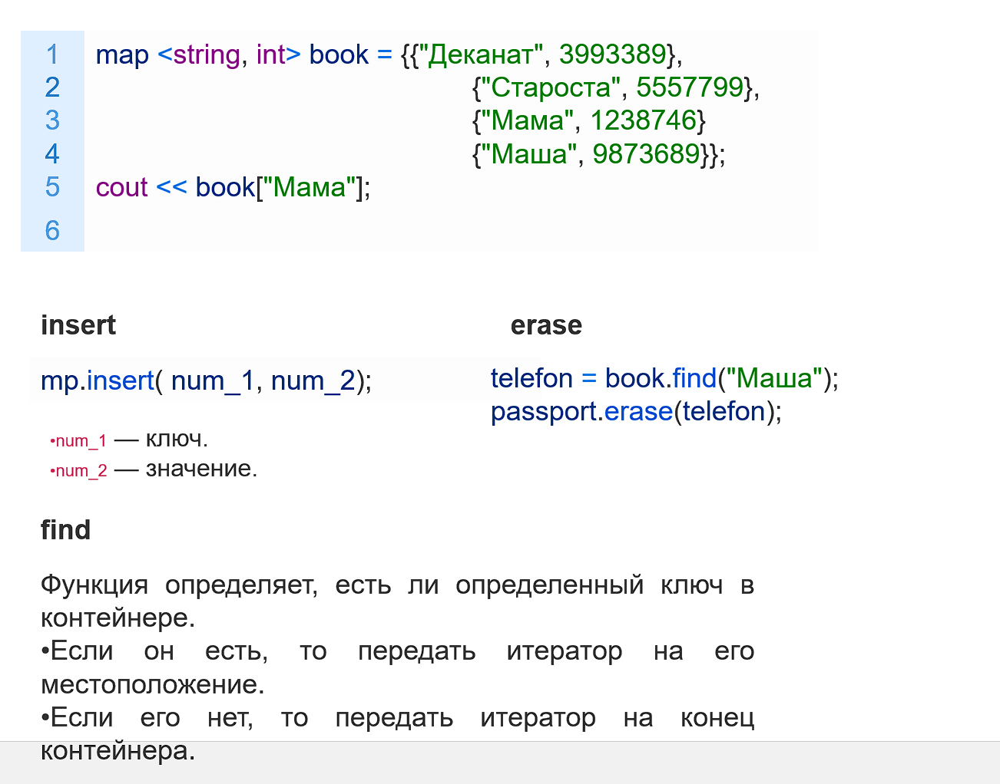 1 map <string, int> book = {{"Деканат", 3993389},
2 {"Староста", 5557799},
3 {"Мама", 1238746}
4 {"Маша", 9873689}};
5 cout << book["Мама"];
6
insert
mp.insert( num_1, num_2);
•num_1 — ключ.
•num_2 — значение.
erase
telefon = book.find("Маша");
passport.erase(telefon);
find
Функция определяет, есть ли определенный ключ в
контейнере.
•Если он есть, то передать итератор на его
местоположение.
•Если его нет, то передать итератор на конец
контейнера.